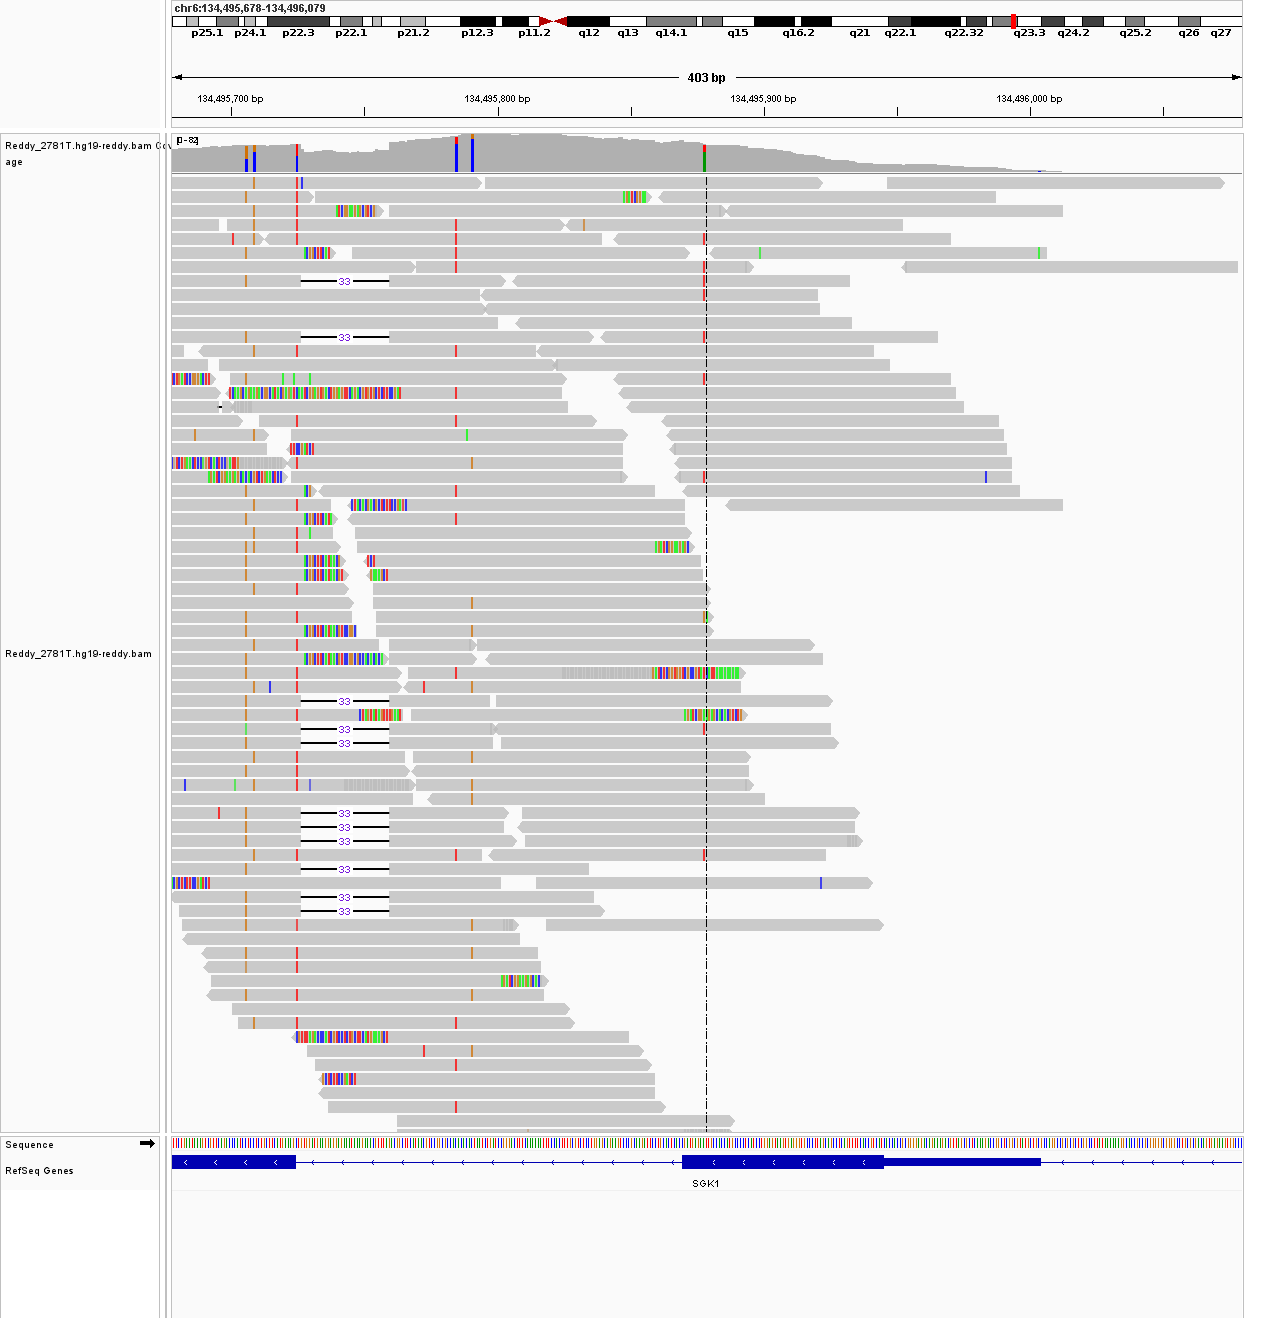 chr6:134,495,678-134,496,079
p25.1 p24.1 p22.3 p22.1 p21.2 p12.3 p11.2 q12 q13 q14.1 q15 q16.2 q21 q22.1 q22.32 q23.3 q24.2 q25.2 q26 q27
403 bp
134,495,700 bp 134,495,800 bp 134,495,900 bp 134,496,000 bp
[0-82]
Reddy_2781T.hg19-reddy.bam Cov
age
33
33
Reddy_2781T.hg19-reddy.bam
33
33
33
33
33
33
33
33
33
Sequence
RefSeq Genes
SGK1